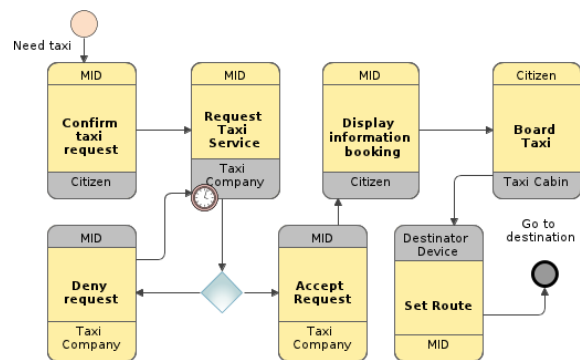 Need taxi
MID
Confirm
taxi
request
Citizen
MID
Request
Taxi
Service
Taxi
Company
MID
Display
information
booking
Citizen
Citizen
Board
Taxi
Taxi Cabin
MID
Deny
request
Taxi
Company
MID
Accept
Request
Taxi
Company
Destinator
Device
Set Route
MID
Go to
destination